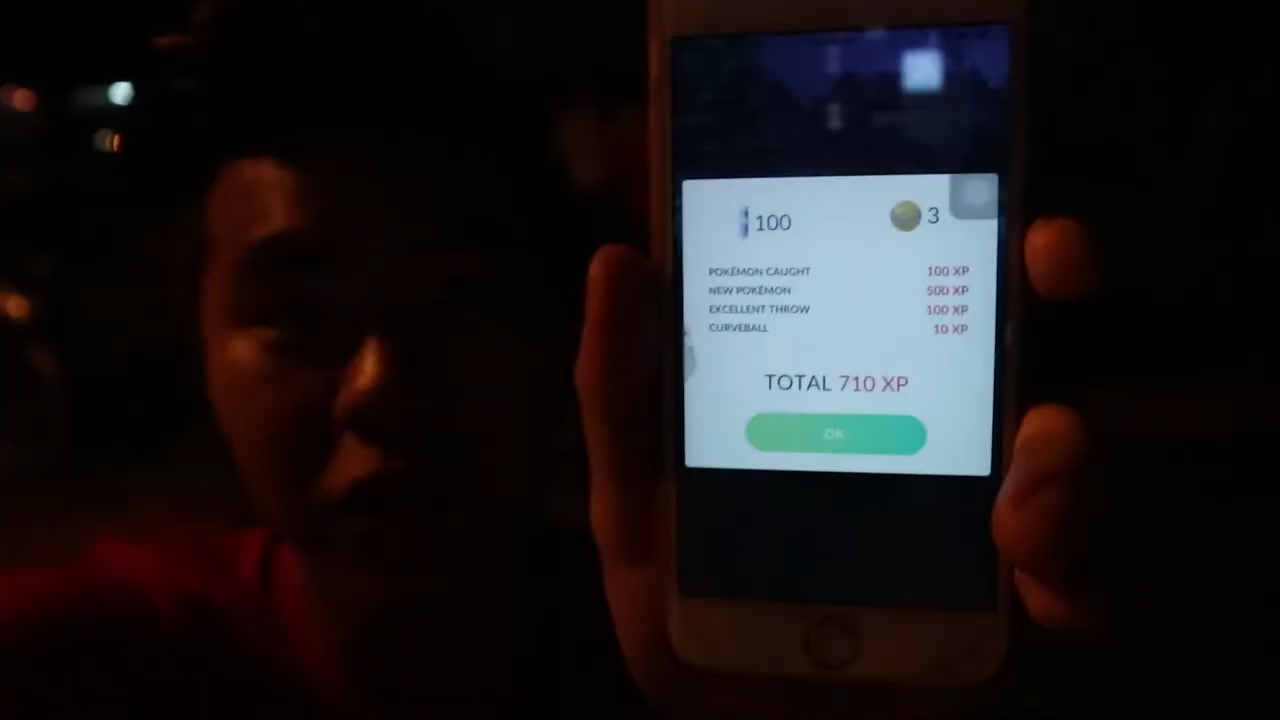 100
3
POKÉMON CAUGHT 100 XP
NEW POKÉMON 500 XP
EXCELLENT THROW 100 XP
CURVEBALL 10 XP
TOTAL 710 XP
OK